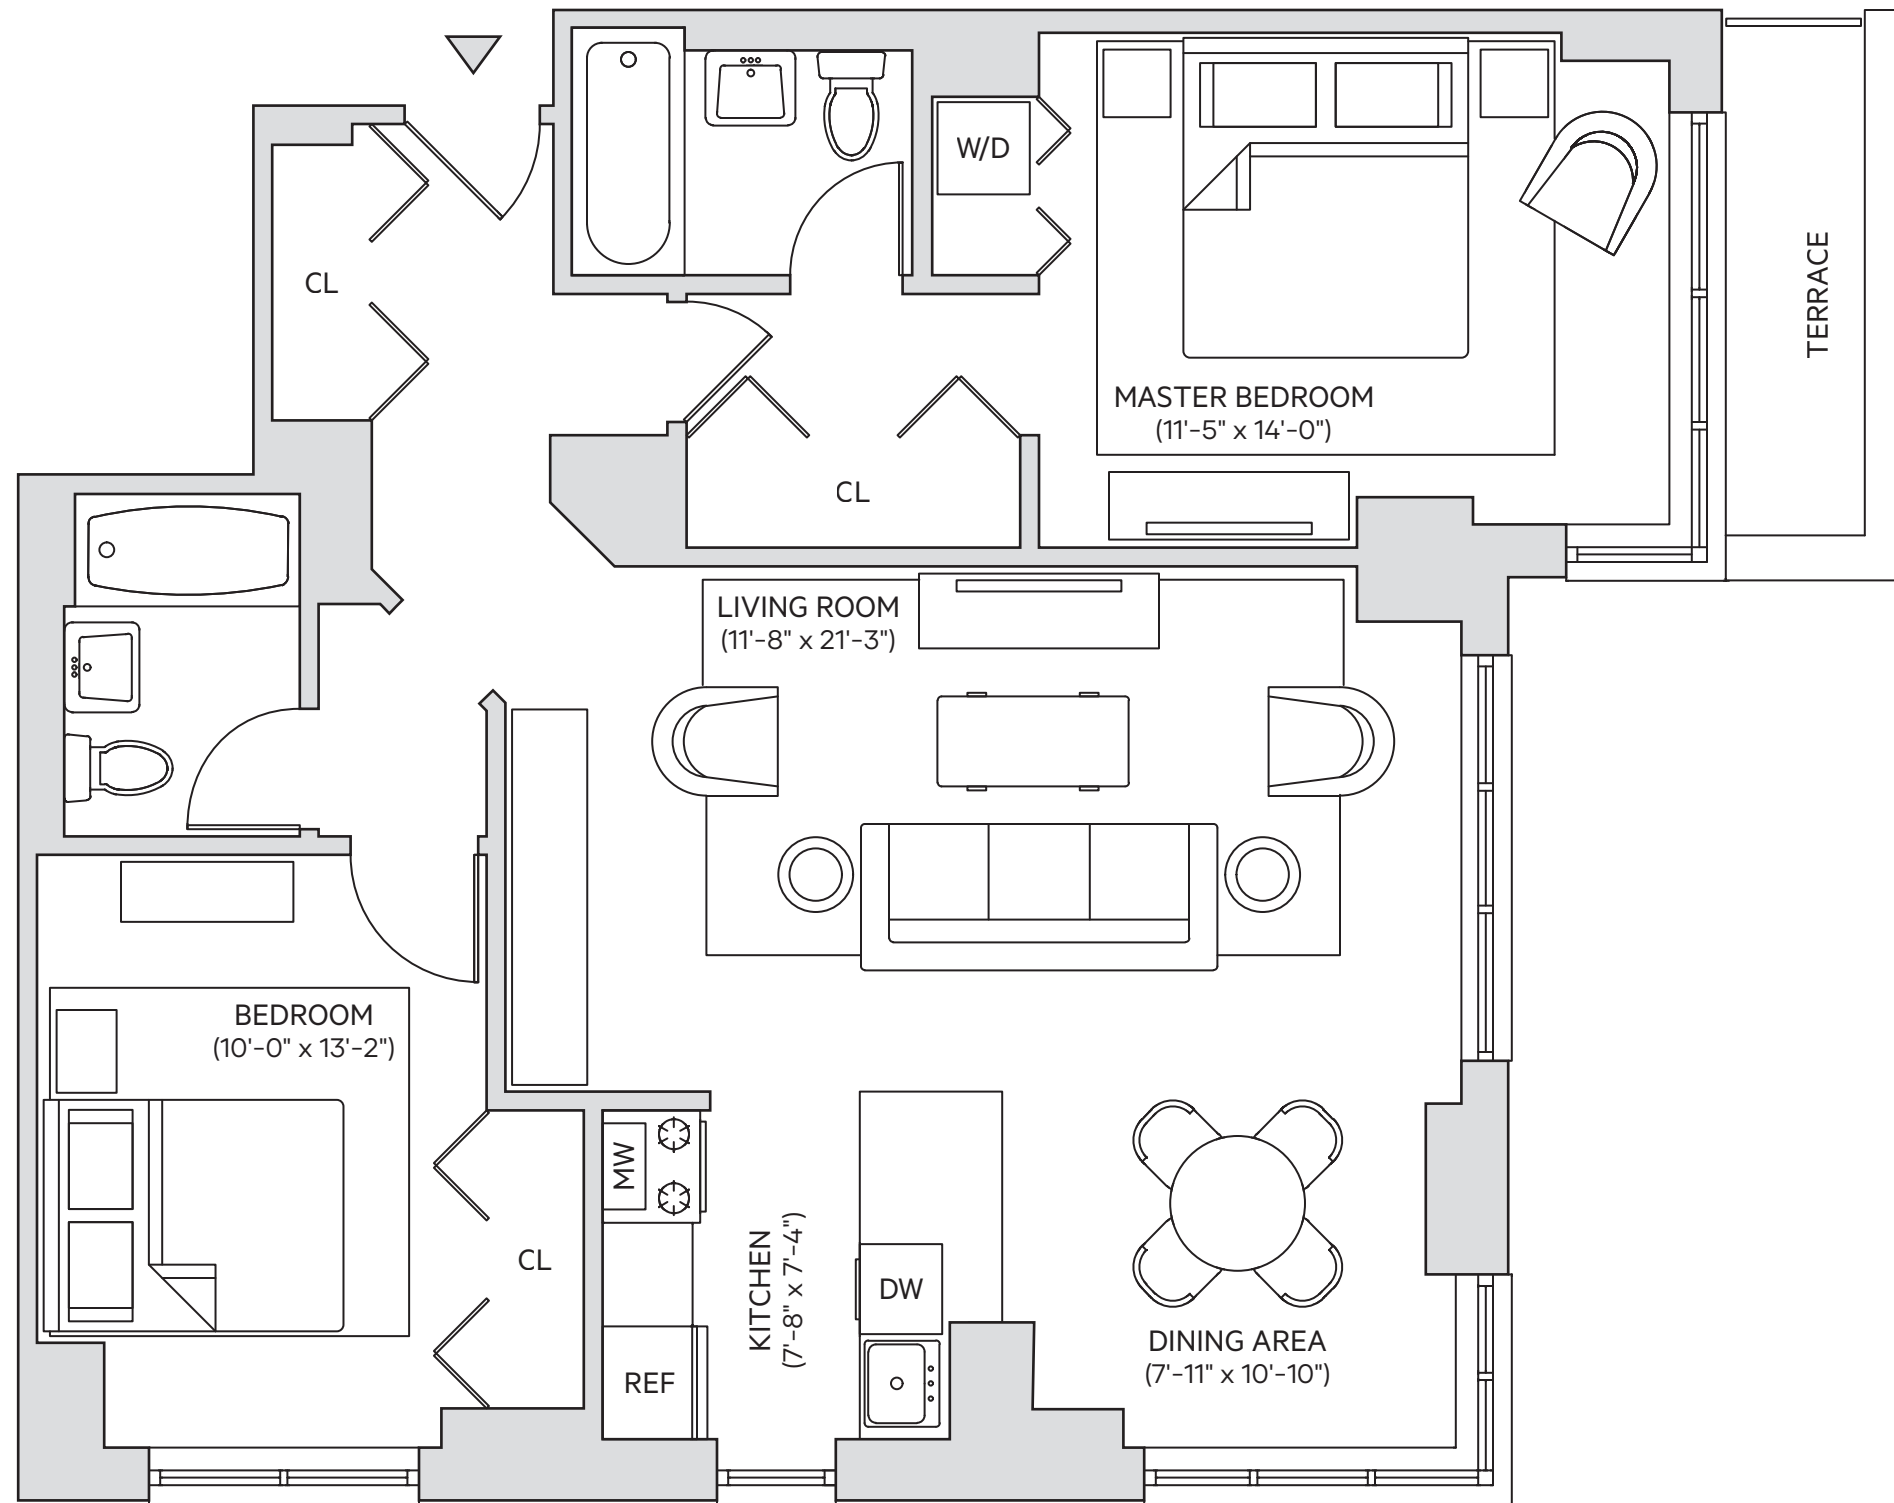 W/D
CL
TERRACE
MASTER BEDROOM
(11'-5" x 14'-0")
CL
LIVING ROOM
(11'-8" x 21'-3")
BEDROOM
(10'-0" x 13'-2")
MW
CL
KITCHEN
(7'-8" x 7'-4")
DW
DINING AREA
(7'-11" x 10'-10")
REF